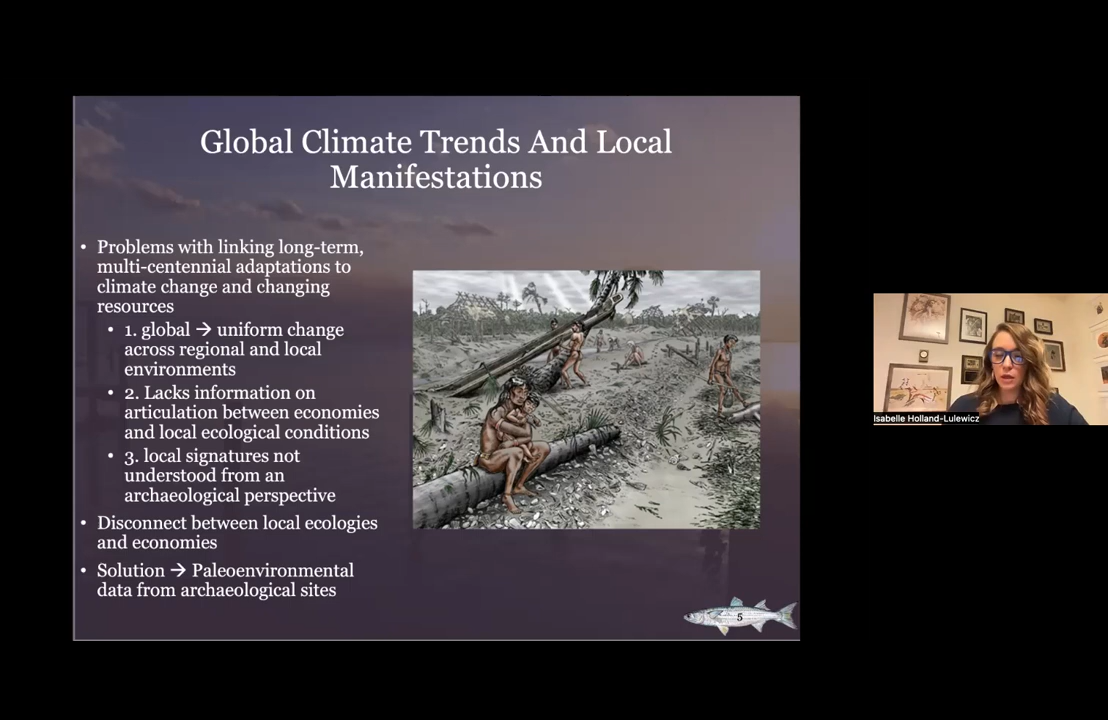 Global Climate Trends And Local
Manifestations
• Problems with linking long-term,
multi-centennial adaptations to
climate change and changing
resources
• 1. global → uniform change
across regional and local
environments
• 2. Lacks information on
articulation between economies
and local ecological conditions
• 3. local signatures not
understood from an
archaeological perspective
• Disconnect between local ecologies
and economies
• Solution → Paleoenvironmental
data from archaeological sites
5
Isabelle Holland-Lulewicz